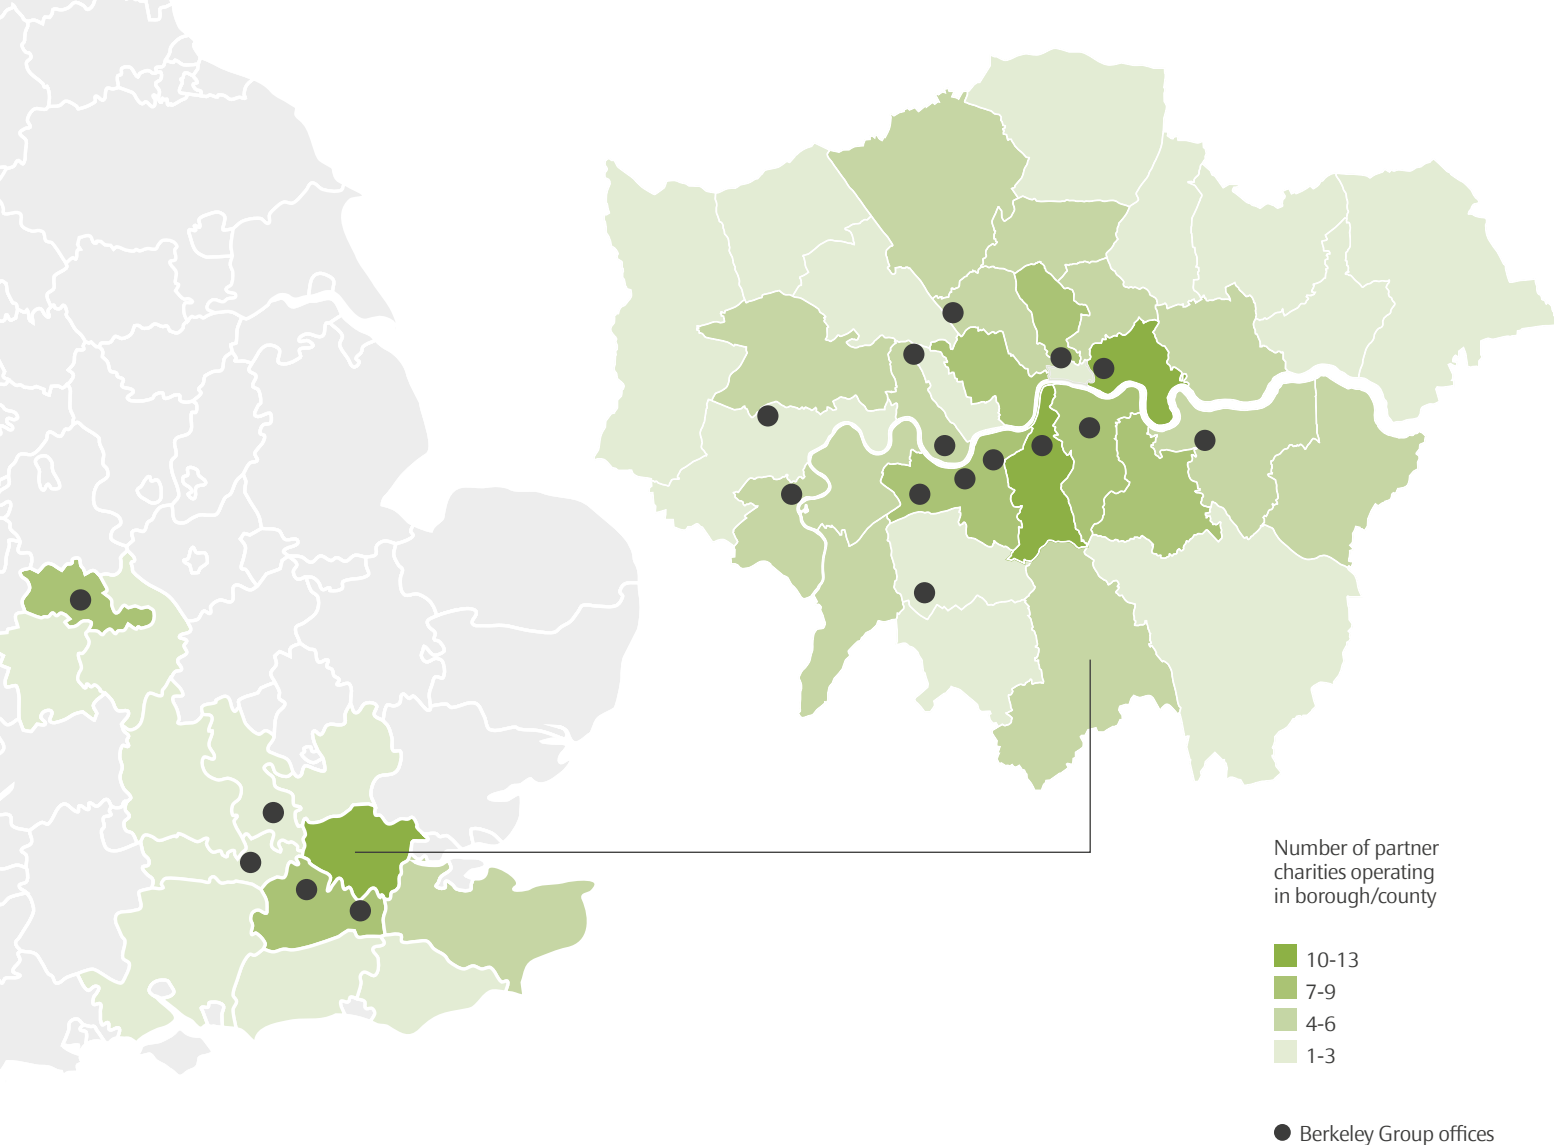 Number of partner
charities operating
in borough/county
10-13
7-9
4-6
1-3
Berkeley Group offices